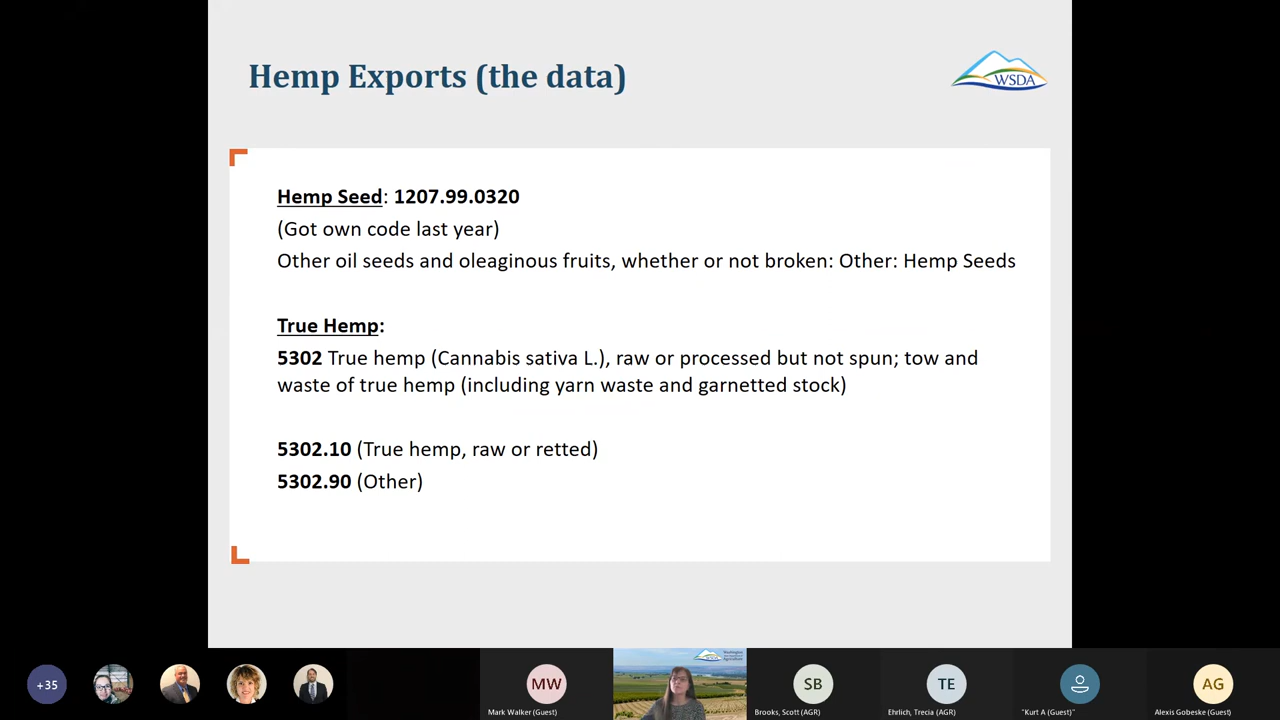 Hemp Exports (the data)
WSDA
Hemp Seed: 1207.99.0320
(Got own code last year)
Other oil seeds and oleaginous fruits, whether or not broken: Other: Hemp Seeds
True Hemp:
5302 True hemp (Cannabis sativa L.), raw or processed but not spun; tow and
waste of true hemp (including yarn waste and garnetted stock)
5302.10 (True hemp, raw or retted)
5302.90 (Other)
+35
MW
Mark Walker (Guest)
WSDA
SB
Brooks, Scott (AGR)
TE
Ehrlich, Trecia (AGR)
"Kurt A (Guest)"
AG
Alexis Gobeske (Guest)